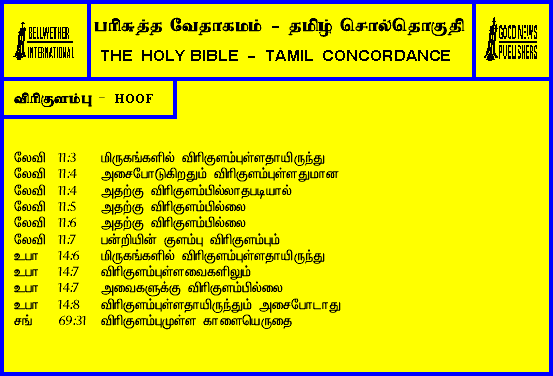 BELLWETHER
INTERNATIONAL
பரிசுத்த வேதாகமம் - தமிழ் சொல்தொகுதி
THE HOLY BIBLE - TAMIL CONCORDANCE
GOOD NEWS
PUBLISHERS
விரிகுளம்பு - HOOF
லேவி 11:3 மிருகங்களில் விரிகுளம்புள்ளதாயிருந்து
லேவி 11:4 அசைபோடுகிறதும் விரிகுளம்புள்ளதுமான
லேவி 11:4 அதற்கு விரிகுளம்பில்லாதபடியால்
லேவி 11:5 அதற்கு விரிகுளம்பில்லை
லேவி 11:6 அதற்கு விரிகுளம்பில்லை
லேவி 11:7 பன்றியின் குளம்பு விரிகுளம்பும்
உபா 14:6 மிருகங்களில் விரிகுளம்புள்ளதாயிருந்து
உபா 14:7 விரிகுளம்புள்ளவைகளிலும்
உபா 14:7 அவைகளுக்கு விரிகுளம்பில்லை
உபா 14:8 விரிகுளம்புள்ளதாயிருந்தும் அசைபோடாது
சங் 69:31 விரிகுளம்புமுள்ள காளையெருதை